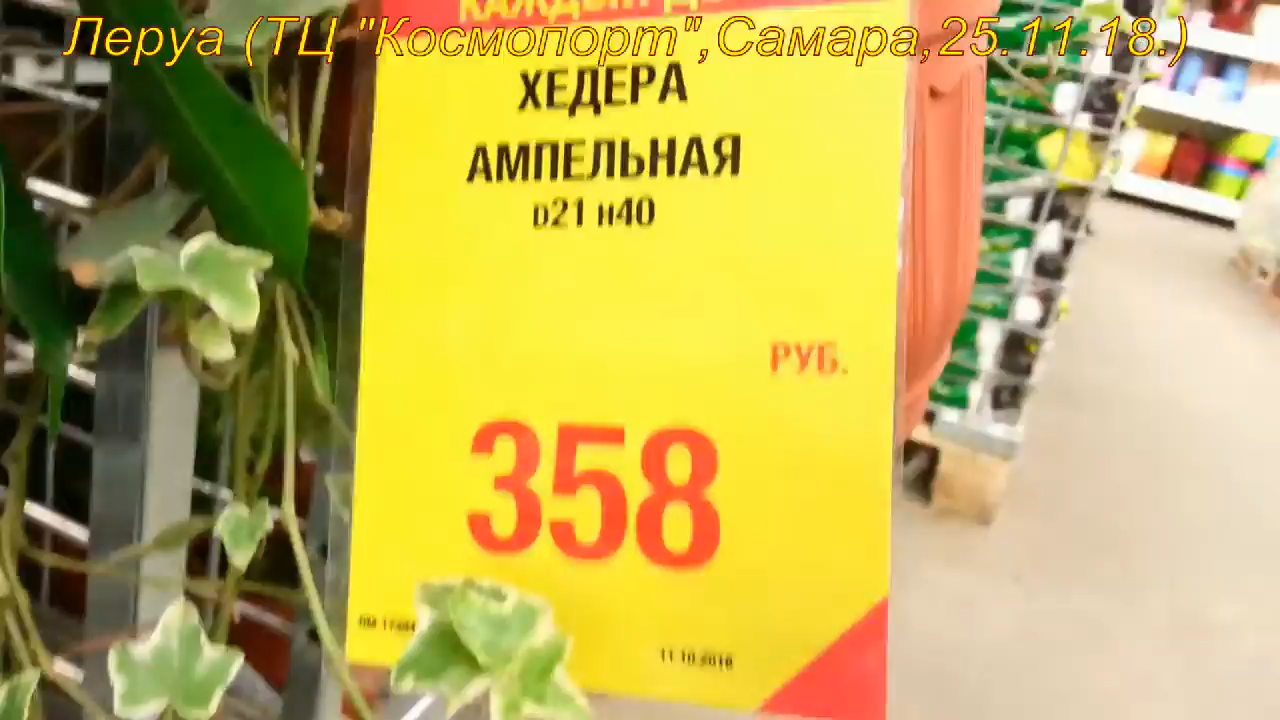 Леруа (ТЦ "Космопорт",Самара,25.11.18.)
ХЕДЕРА
АМПЕЛЬНАЯ
D21 H40
РУБ.
358
11.10.2018